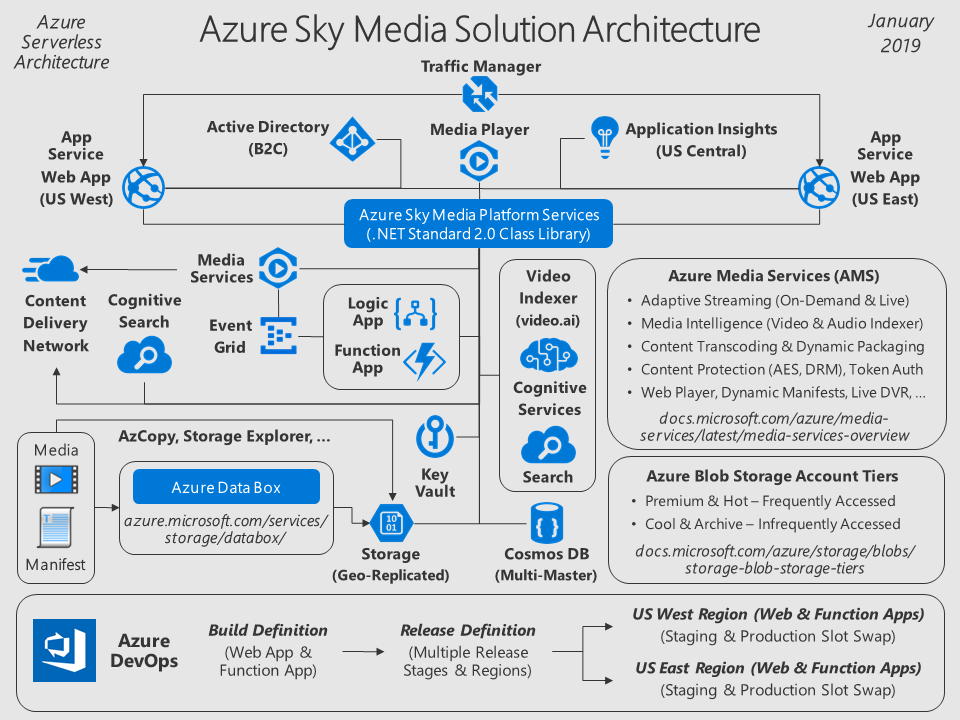 Azure
Serverless
Architecture
Azure Sky Media Solution Architecture
January
2019
Traffic Manager
Active Directory
(B2C)
Media Player
Application Insights
(US Central)
App
Service
Web App
(US West)
App
Service
Web App
(US East)
Azure Sky Media Platform Services
(.NET Standard 2.0 Class Library)
Media
Services
Content
Delivery
Network
Cognitive
Search
Event
Grid
Logic
App
Function
App
Video
Indexer
(video.ai)
Cognitive
Services
Search
Azure Media Services (AMS)
• Adaptive Streaming (On-Demand & Live)
• Media Intelligence (Video & Audio Indexer)
• Content Transcoding & Dynamic Packaging
• Content Protection (AES, DRM), Token Auth
• Web Player, Dynamic Manifests, Live DVR, ...
docs.microsoft.com/azure/media-
services/latest/media-services-overview
Media
Manifest
AzCopy, Storage Explorer, ...
Azure Data Box
azure.microsoft.com/services/
storage/databox/
Key
Vault
10
01
Storage
(Geo-Replicated)
Cosmos DB
(Multi-Master)
Azure Blob Storage Account Tiers
• Premium & Hot – Frequently Accessed
• Cool & Archive – Infrequently Accessed
docs.microsoft.com/azure/storage/blobs/
storage-blob-storage-tiers
Azure
DevOps
Build Definition
(Web App &
Function App)
Release Definition
(Multiple Release
Stages & Regions)
US West Region (Web & Function Apps)
(Staging & Production Slot Swap)
US East Region (Web & Function Apps)
(Staging & Production Slot Swap)